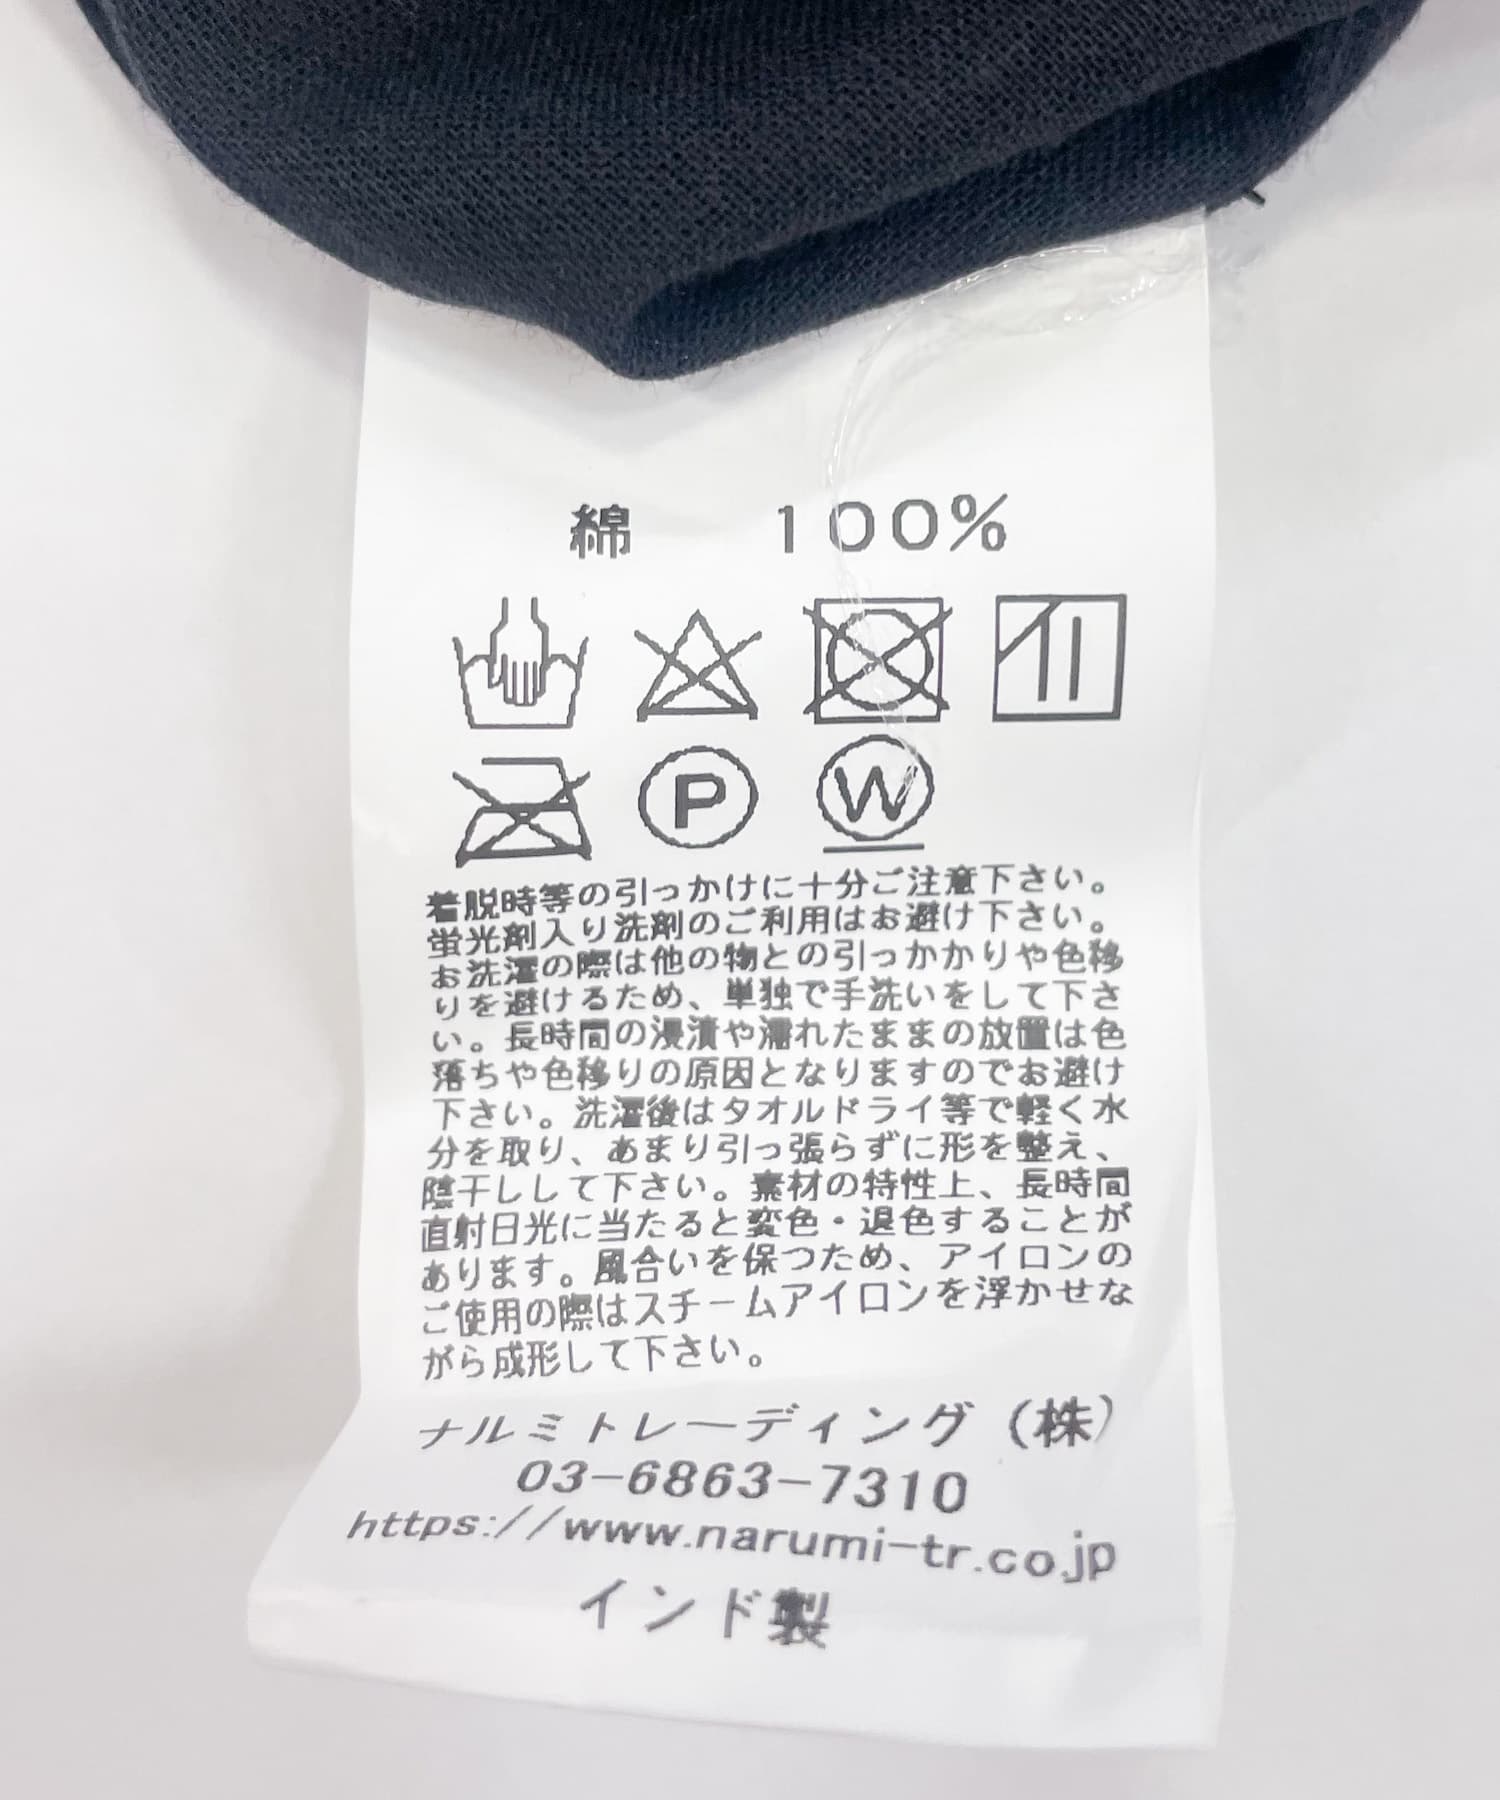 綿　　１００％
P W
着脱時等の引っかけに十分ご注意下さい。
蛍光剤入り洗剤のご利用はお避け下さい。
お洗濯の際は他の物との引っかかりや色移
りを避けるため、単独で手洗いをして下さ
い。長時間の浸漬や濡れたままの放置は色
落ちや色移りの原因となりますのでお避け
下さい。洗濯後はタオルドライ等で軽く水
分を取り、あまり引っ張らずに形を整え、
陰干しして下さい。素材の特性上、長時間
直射日光に当たると変色・退色することが
あります。風合いを保つため、アイロンの
ご使用の際はスチームアイロンを浮かせな
がら成形して下さい。
ナルミトレーディング（株）
03-6863-7310
https://www.narumi-tr.co.jp
インド製